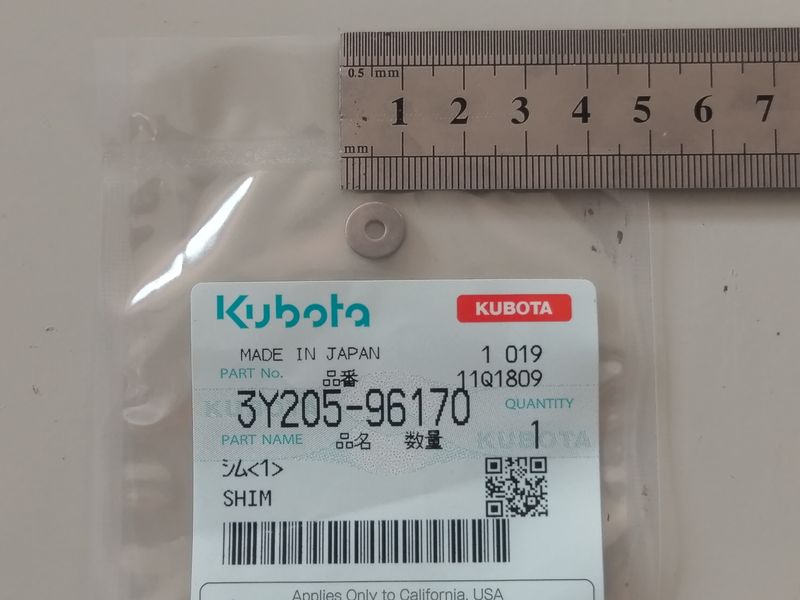 0.5 mm
1 2 3 4 5 6 7
mm
Kubota KUBOTA
MADE IN JAPAN 1 019
PART No. 品番 11Q1809
3Y205-96170 QUANTITY
PART NAME 品名 数量 1
シム<1>
SHIM
Applies Only to California, USA